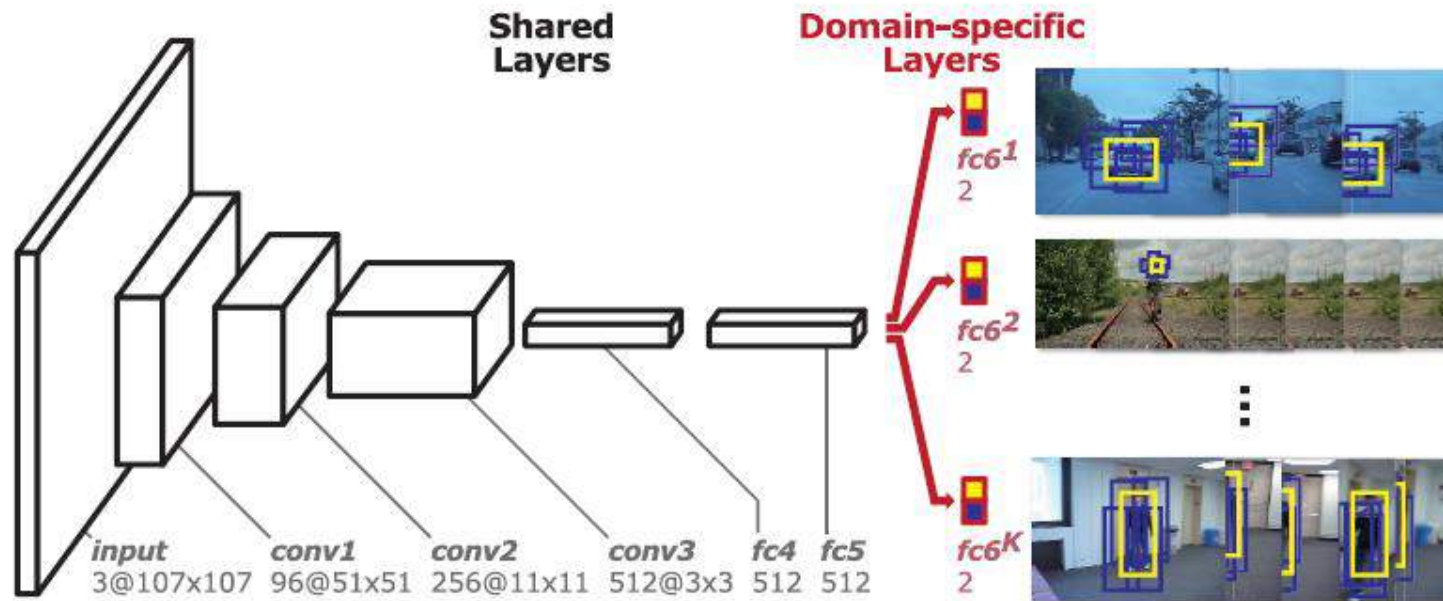 Shared
Layers
Domain-specific
Layers
fc6¹
2
fc6²
2
fc6ᴷ
2
input
3@107x107
conv1
96@51x51
conv2
256@11x11
conv3
512@3x3
fc4
512
fc5
512